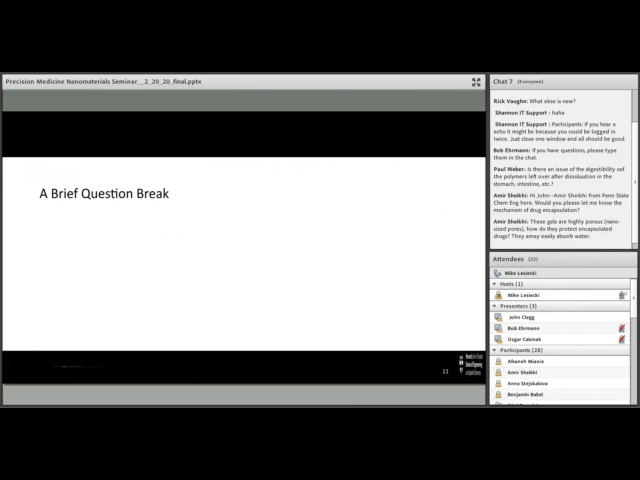 Precision Medicine Nanomaterials Seminar__2_20_20_final.pptx
A Brief Question Break
11
Chat 7 (Everyone)
Rick Vaughn: What ekse is new?
Shannon IT Support : haha
Shannon IT Support : Participants: If you hear a
echo it might be because you could be logged in
twice. Just close one window and all should be good.
Bob Ehrmann: If you have questions, please type
them in the chat.
Paul Weber: Is there an issue of the digestibility oof
the polymers left over after dissoluution in the
stomach, intestine, etc.?
Amir Sheikhi: Hi John--Amir Sheikhi from Penn State
Chem Eng here. Would you please let me know the
mechanism of drug encapsulation?
Amir Sheikhi: These gels are highly porous (nano-
sized pores), how do they protect encapsulated
drugs? They amay easily absorb water.
Attendees (32)
Mike Lesiecki
Hosts (1)
Mike Lesiecki
Presenters (3)
John Clegg
Bob Ehrmann
Ozgur Cakmak
Participants (28)
Afsaneh Mianie
Amir Sheikhi
Anna Stejskalova
Benjamin Babst